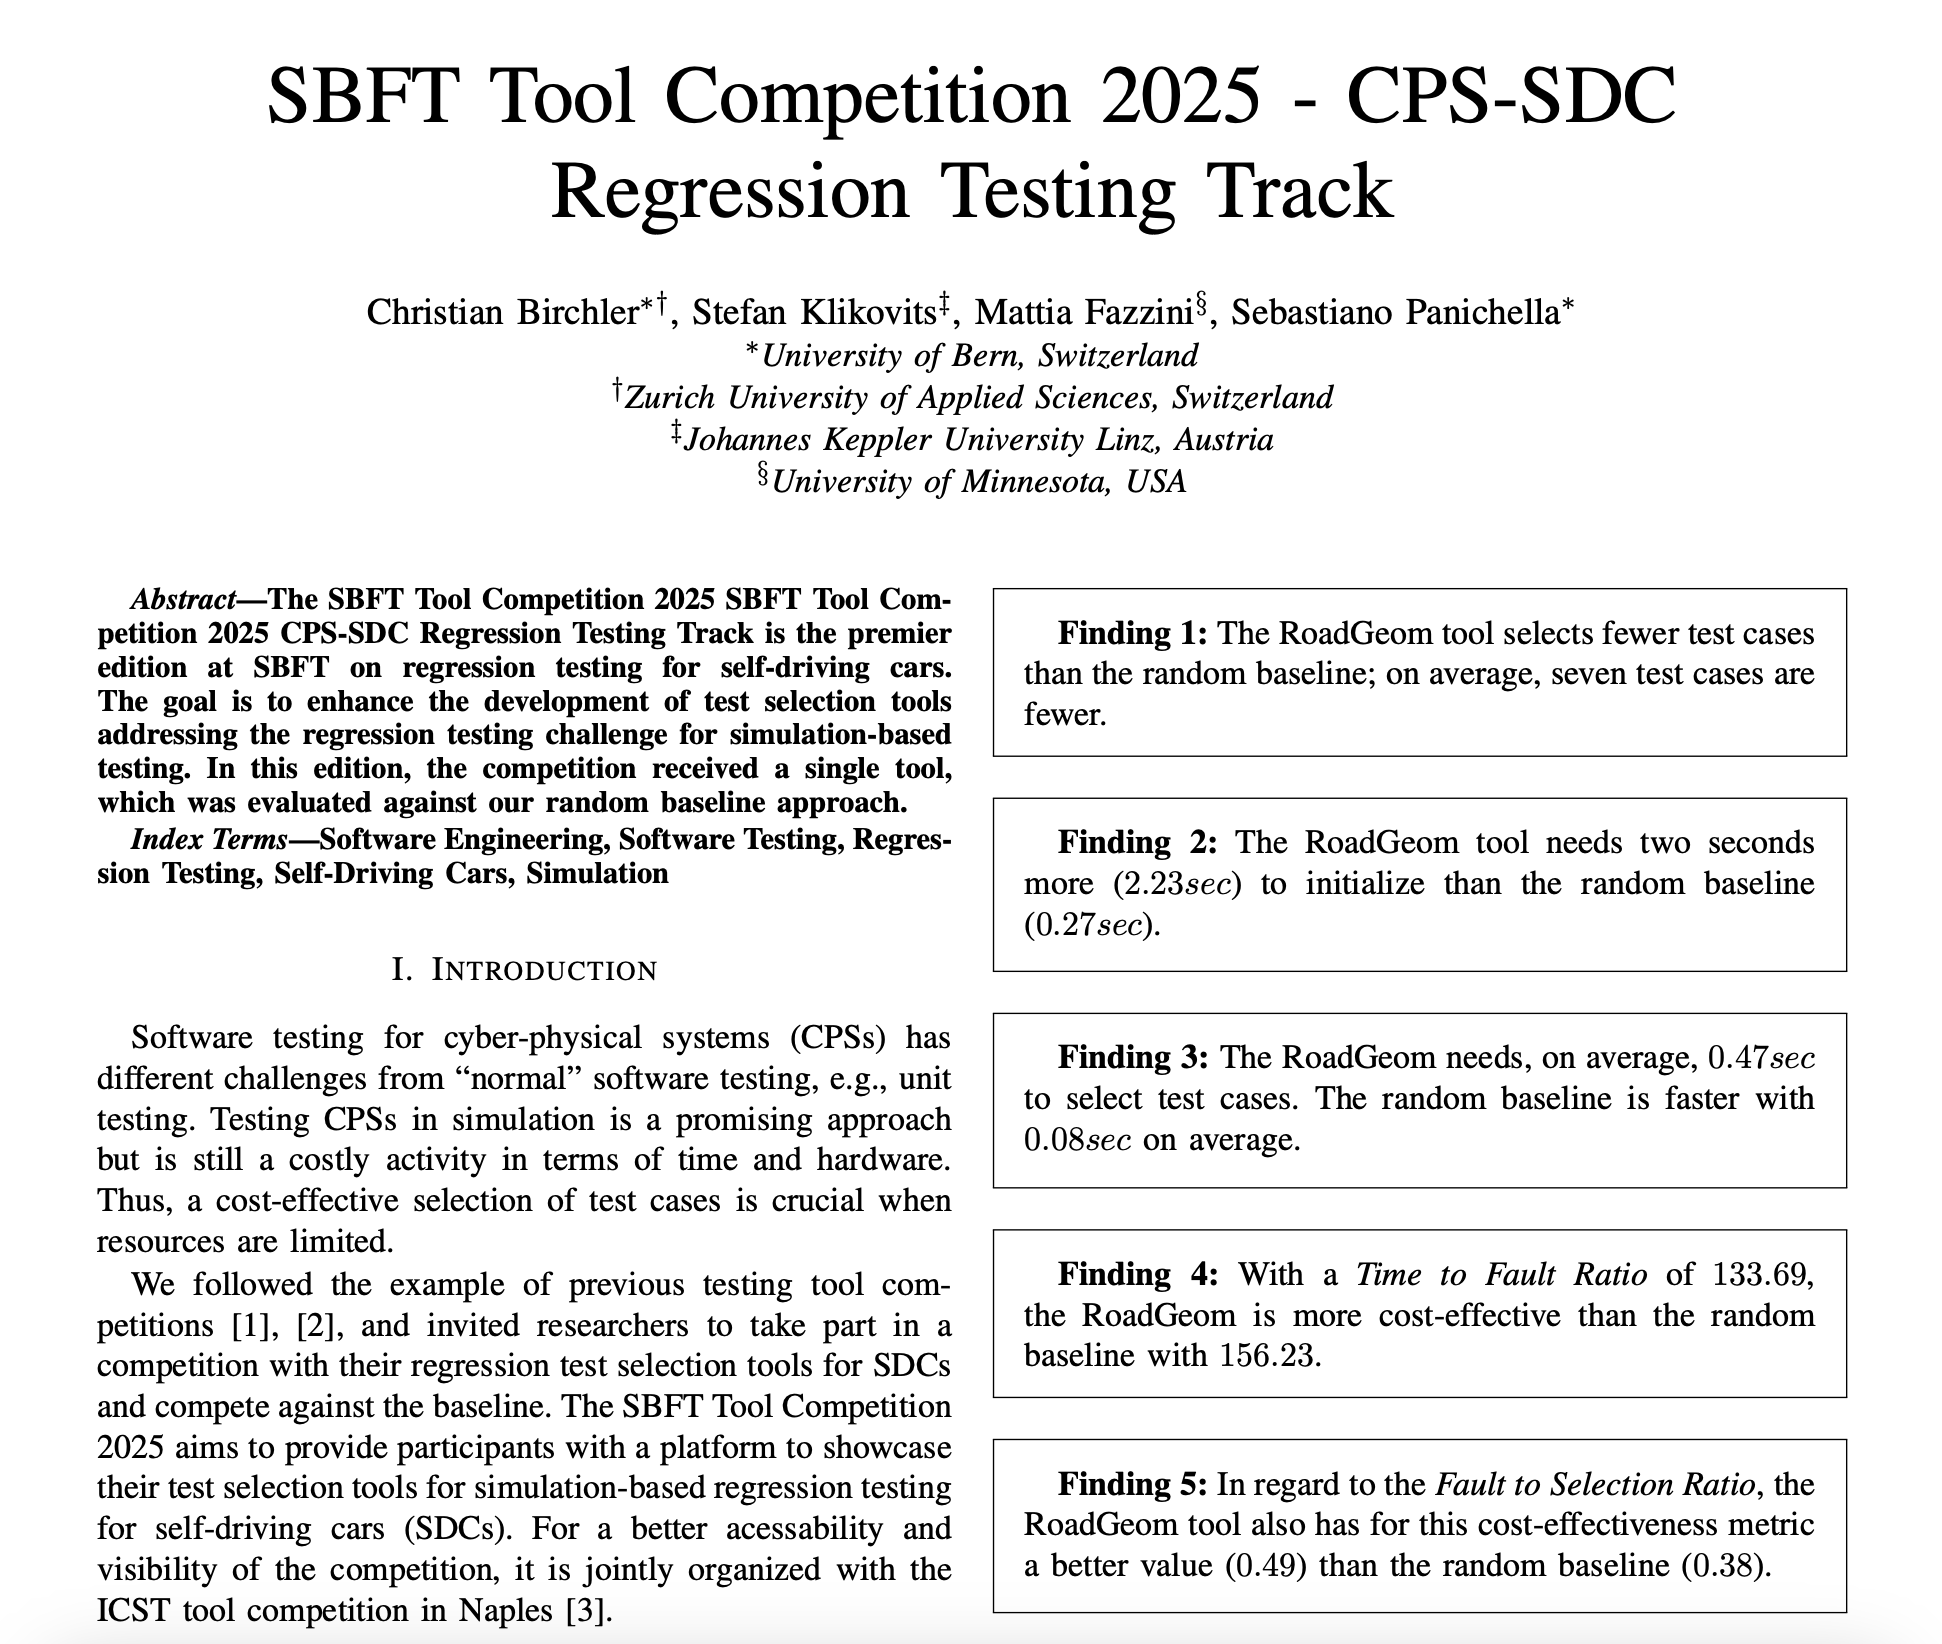 SBFT Tool Competition 2025 - CPS-SDC
Regression Testing Track
Christian Birchler*†, Stefan Klikovits‡, Mattia Fazzini§, Sebastiano Panichella*
*University of Bern, Switzerland
†Zurich University of Applied Sciences, Switzerland
‡Johannes Keppler University Linz, Austria
§University of Minnesota, USA
Abstract—The SBFT Tool Competition 2025 SBFT Tool Com-
petition 2025 CPS-SDC Regression Testing Track is the premier
edition at SBFT on regression testing for self-driving cars.
The goal is to enhance the development of test selection tools
addressing the regression testing challenge for simulation-based
testing. In this edition, the competition received a single tool,
which was evaluated against our random baseline approach.
Index Terms—Software Engineering, Software Testing, Regres-
sion Testing, Self-Driving Cars, Simulation
I. INTRODUCTION
Software testing for cyber-physical systems (CPSs) has
different challenges from “normal” software testing, e.g., unit
testing. Testing CPSs in simulation is a promising approach
but is still a costly activity in terms of time and hardware.
Thus, a cost-effective selection of test cases is crucial when
resources are limited.
We followed the example of previous testing tool com-
petitions [1], [2], and invited researchers to take part in a
competition with their regression test selection tools for SDCs
and compete against the baseline. The SBFT Tool Competition
2025 aims to provide participants with a platform to showcase
their test selection tools for simulation-based regression testing
for self-driving cars (SDCs). For a better acessability and
visibility of the competition, it is jointly organized with the
ICST tool competition in Naples [3].
Finding 1: The RoadGeom tool selects fewer test cases
than the random baseline; on average, seven test cases are
fewer.
Finding 2: The RoadGeom tool needs two seconds
more (2.23sec) to initialize than the random baseline
(0.27sec).
Finding 3: The RoadGeom needs, on average, 0.47sec
to select test cases. The random baseline is faster with
0.08sec on average.
Finding 4: With a Time to Fault Ratio of 133.69,
the RoadGeom is more cost-effective than the random
baseline with 156.23.
Finding 5: In regard to the Fault to Selection Ratio, the
RoadGeom tool also has for this cost-effectiveness metric
a better value (0.49) than the random baseline (0.38).